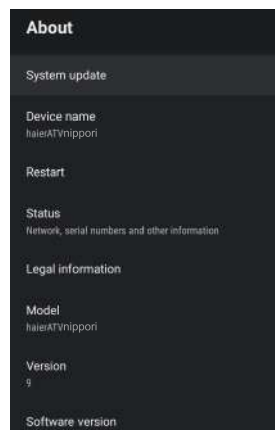 About
System update
Device name
haierATVnippori
Restart
Status
Network, serial numbers and other information
Legal information
Model
haierATVnippori
Version
9
Software version